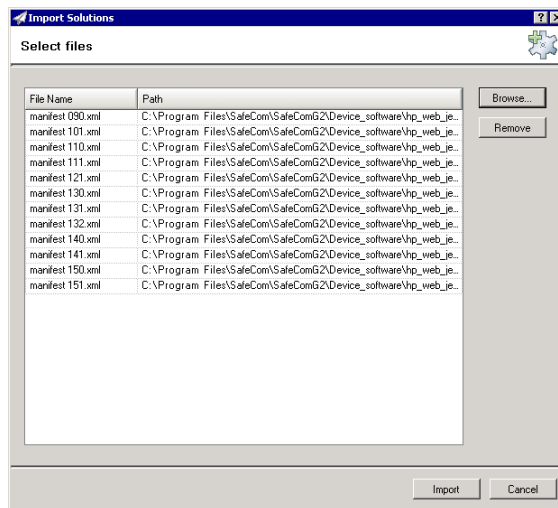 Import Solutions
Select files
File Name Path
manifest 090.xml C:\Program Files\SafeCom\SafeComG2\Device_software\hp_web_je...
manifest 101.xml C:\Program Files\SafeCom\SafeComG2\Device_software\hp_web_je...
manifest 110.xml C:\Program Files\SafeCom\SafeComG2\Device_software\hp_web_je...
manifest 111.xml C:\Program Files\SafeCom\SafeComG2\Device_software\hp_web_je...
manifest 121.xml C:\Program Files\SafeCom\SafeComG2\Device_software\hp_web_je...
manifest 130.xml C:\Program Files\SafeCom\SafeComG2\Device_software\hp_web_je...
manifest 131.xml C:\Program Files\SafeCom\SafeComG2\Device_software\hp_web_je...
manifest 132.xml C:\Program Files\SafeCom\SafeComG2\Device_software\hp_web_je...
manifest 140.xml C:\Program Files\SafeCom\SafeComG2\Device_software\hp_web_je...
manifest 141.xml C:\Program Files\SafeCom\SafeComG2\Device_software\hp_web_je...
manifest 150.xml C:\Program Files\SafeCom\SafeComG2\Device_software\hp_web_je...
manifest 151.xml C:\Program Files\SafeCom\SafeComG2\Device_software\hp_web_je...
Browse...
Remove
Import Cancel